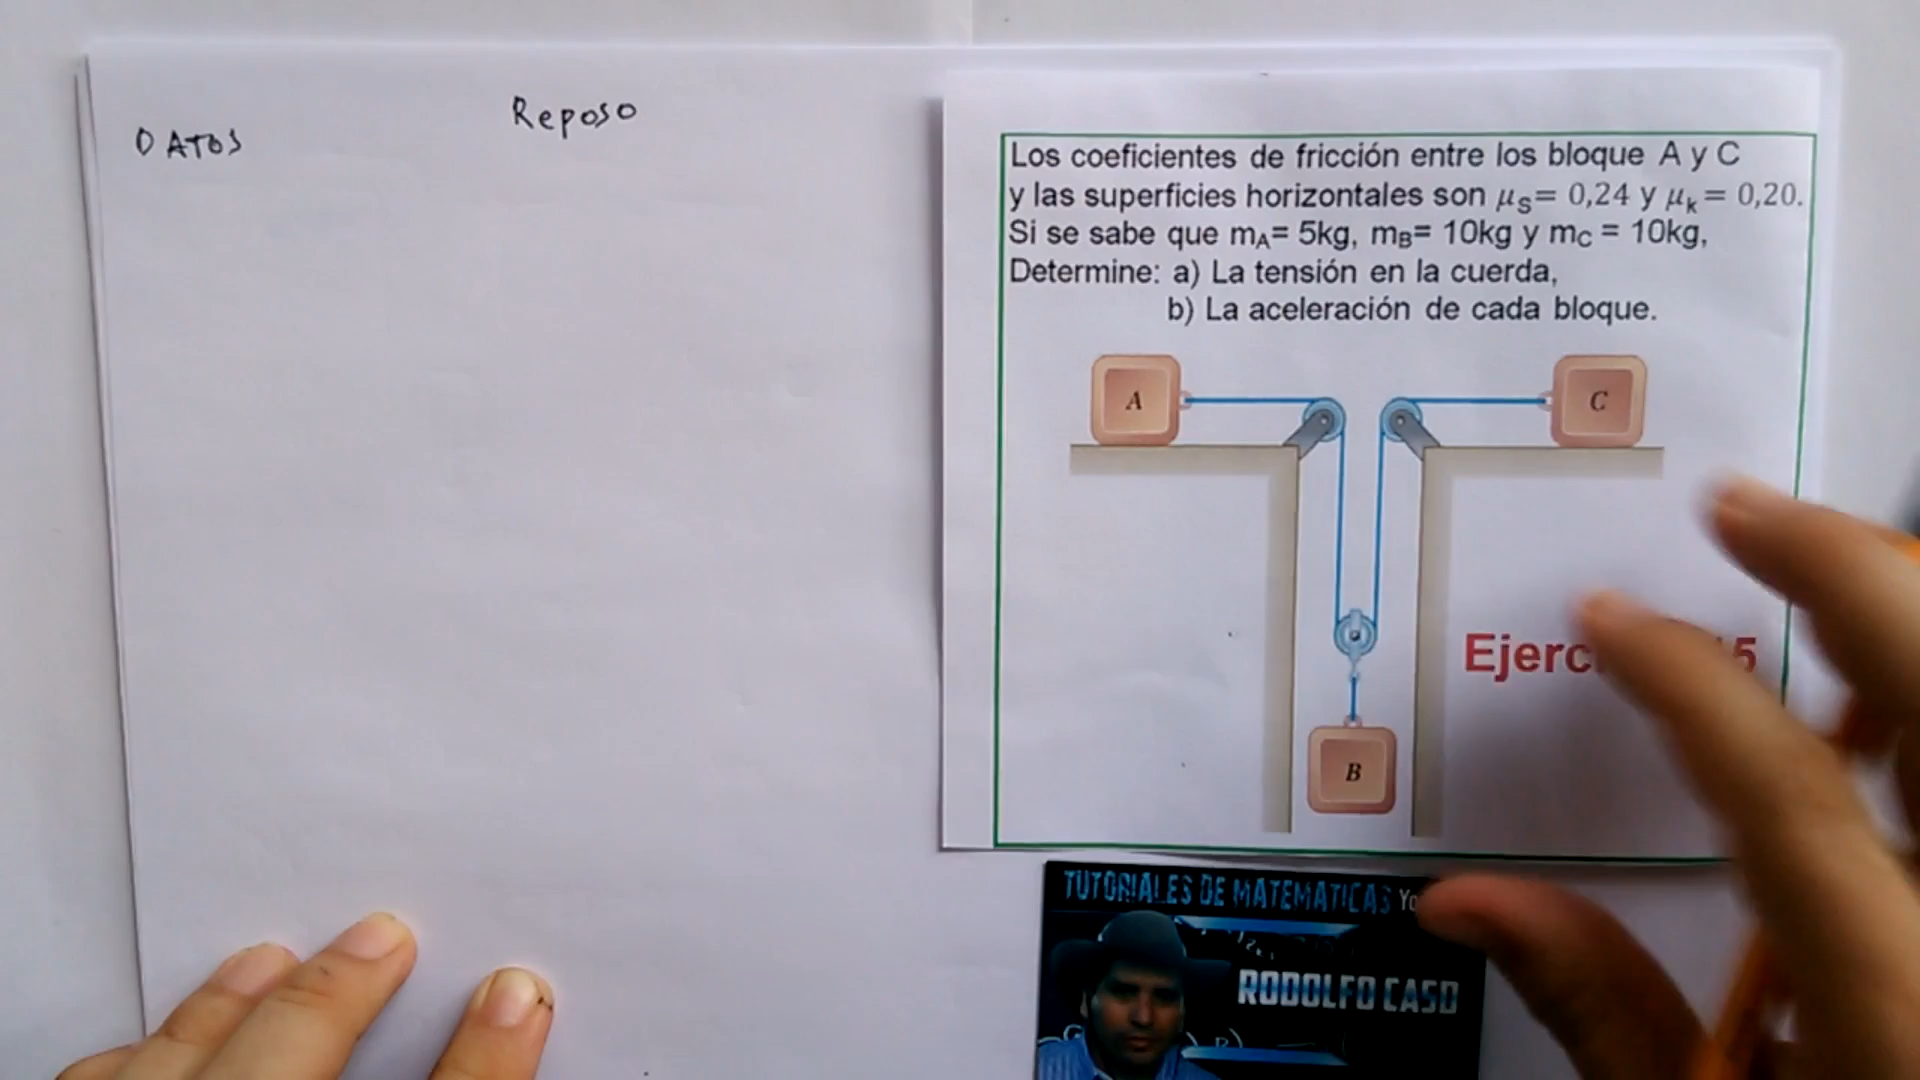 Reposo
DATOS
Los coeficientes de fricción entre los bloque A y C
y las superficies horizontales son μs= 0,24 y μk= 0,20.
Si se sabe que mA= 5kg, mB= 10kg y mC = 10kg,
Determine: a) La tensión en la cuerda,
b) La aceleración de cada bloque.
A
C
B
TUTORIALES DE MATEMATICAS
RODOLFO CASO